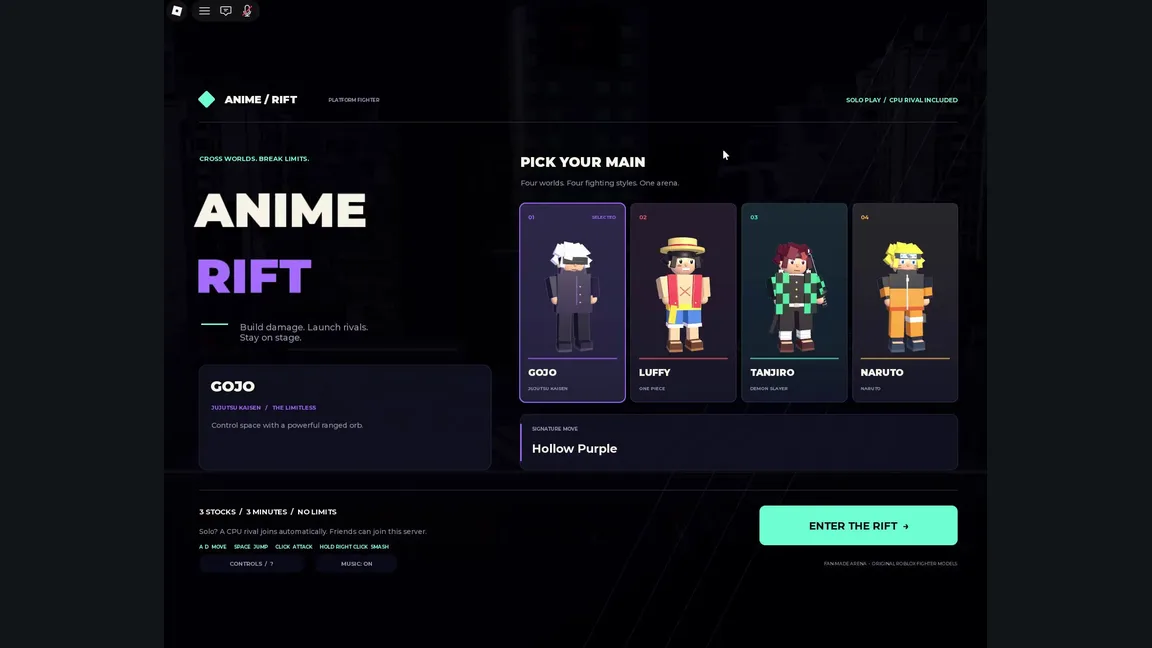 ANIME / RIFT
PLATFORM FIGHTER
SOLO PLAY / CPU RIVAL INCLUDED
CROSS WORLDS. BREAK LIMITS.
ANIME
RIFT
Build damage. Launch rivals.
Stay on stage.
GOJO
JUJUTSU KAISEN / THE LIMITLESS
Control space with a powerful ranged orb.
PICK YOUR MAIN
Four worlds. Four fighting styles. One arena.
01
SELECTED
GOJO
JUJUTSU KAISEN
02
LUFFY
ONE PIECE
03
TANJIRO
DEMON SLAYER
04
NARUTO
NARUTO
SIGNATURE MOVE
Hollow Purple
3 STOCKS / 3 MINUTES / NO LIMITS
Solo? A CPU rival joins automatically. Friends can join this server.
A D MOVE SPACE JUMP CLICK ATTACK HOLD RIGHT CLICK SMASH
CONTROLS / ?
MUSIC: ON
ENTER THE RIFT →
FAN MADE ARENA · ORIGINAL ROBLOX FIGHTER MODELS